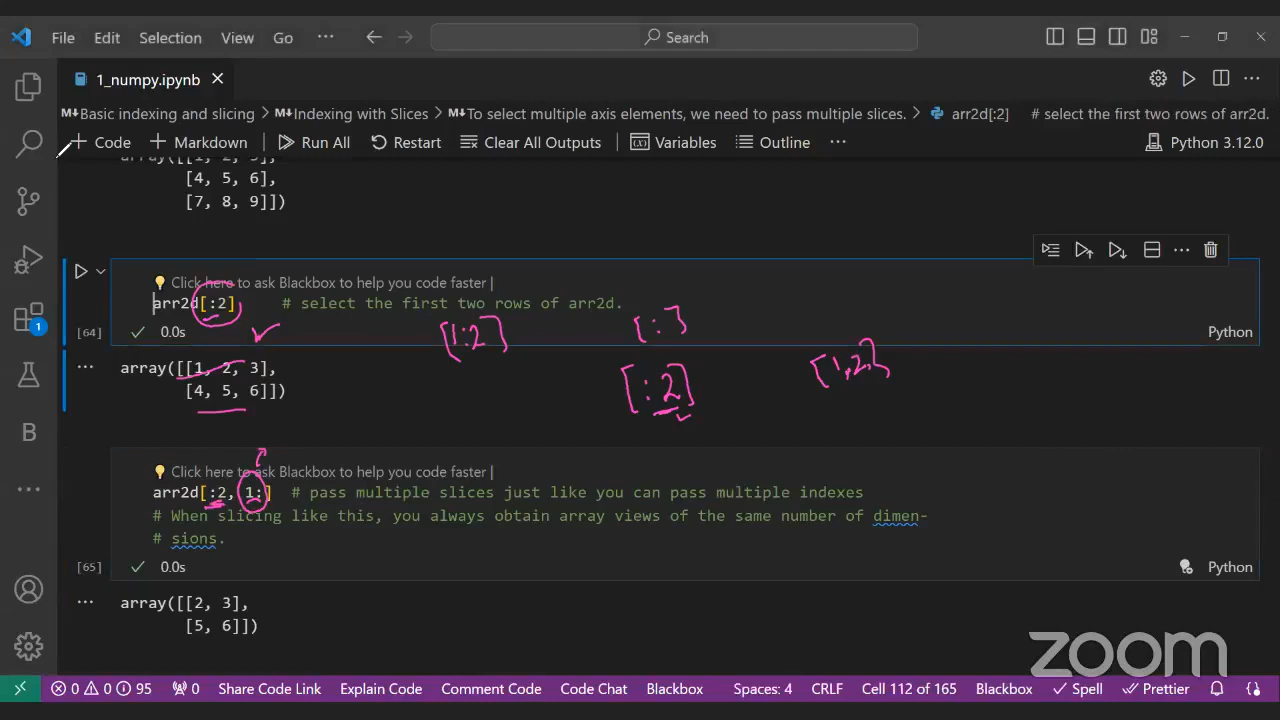 File Edit Selection View Go ··· Search
1_numpy.ipynb
Basic indexing and slicing > Indexing with Slices > To select multiple axis elements, we need to pass multiple slices. > arr2d[:2] # select the first two rows of arr2d.
+ Code + Markdown Run All Restart Clear All Outputs Variables Outline ··· Python 3.12.0
array([[1, 2, 3],
[4, 5, 6],
[7, 8, 9]])
Click here to ask Blackbox to help you code faster |
arr2d[:2] # select the first two rows of arr2d.
[64] 0.0s Python
[1:2] [:]
array([[1, 2, 3],
[4, 5, 6]])
[:2] [1,2,]
Click here to ask Blackbox to help you code faster |
arr2d[:2, 1:] # pass multiple slices just like you can pass multiple indexes
# When slicing like this, you always obtain array views of the same number of dimen-
# sions.
[65] 0.0s Python
array([[2, 3],
[5, 6]])
zoom
0 0 95 0 Share Code Link Explain Code Comment Code Code Chat Blackbox Spaces: 4 CRLF Cell 112 of 165 Blackbox Spell Prettier
1
B